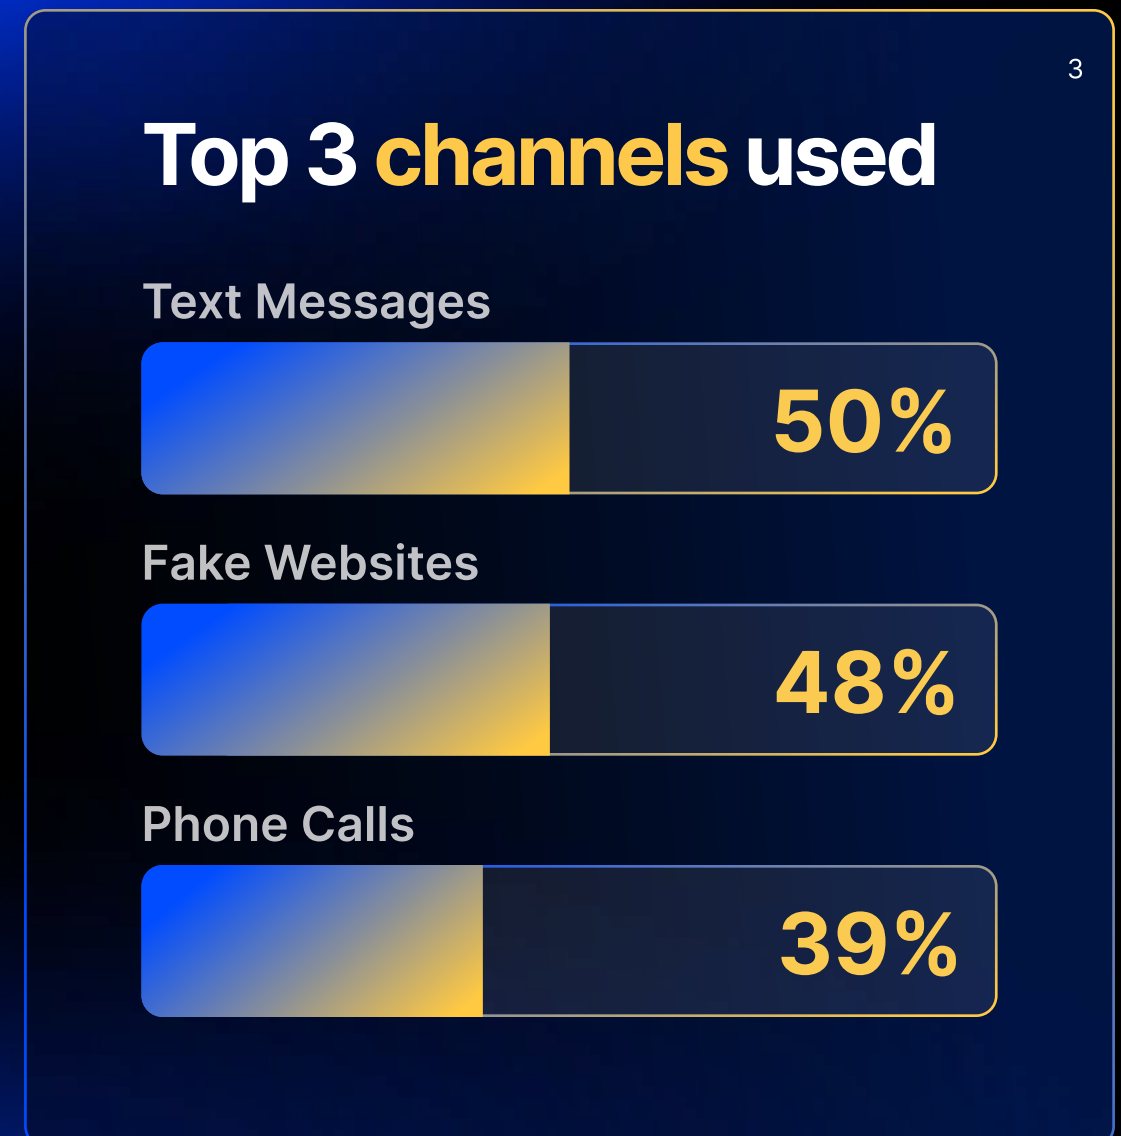 3
Top 3 channels used
Text Messages
50%
Fake Websites
48%
Phone Calls
39%